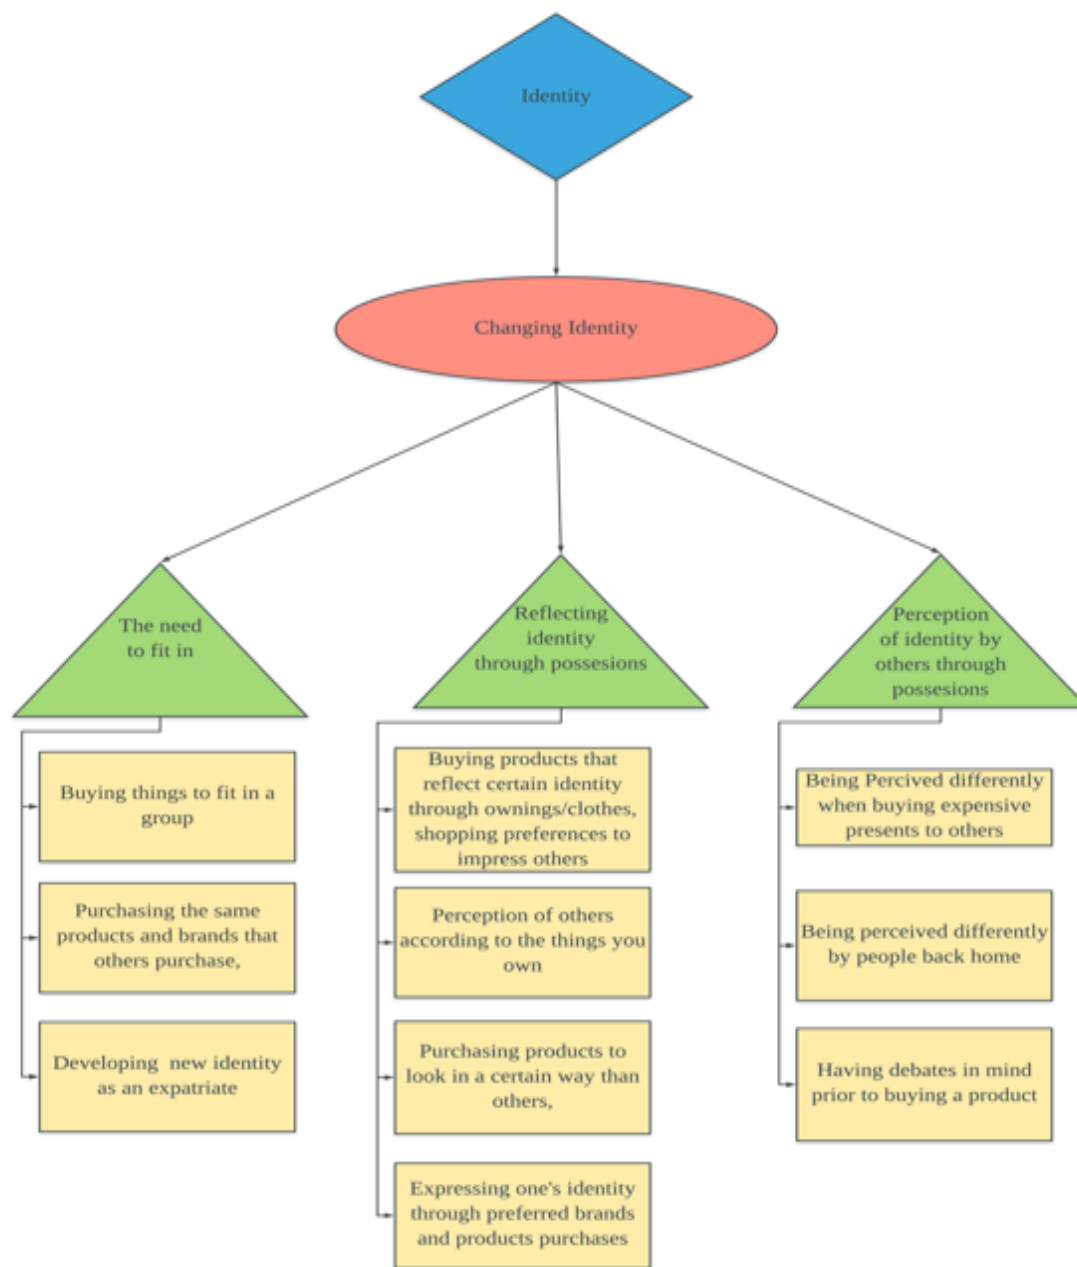 Identity
Changing Identity
The need
to fit in
Reflecting
identity
through possesions
Perception
of identity by
others through
possesions
Buying things to fit in a
group
Purchasing the same
products and brands that
others purchase,
Developing new identity
as an expatriate
Buying products that
reflect certain identity
through ownings/clothes,
shopping preferences to
impress others
Perception of others
according to the things you
own
Purchasing products to
look in a certain way than
others,
Expressing one's identity
through preferred brands
and products purchases
Being Percived differently
when buying expensive
presents to others
Being perceived differently
by people back home
Having debates in mind
prior to buying a product